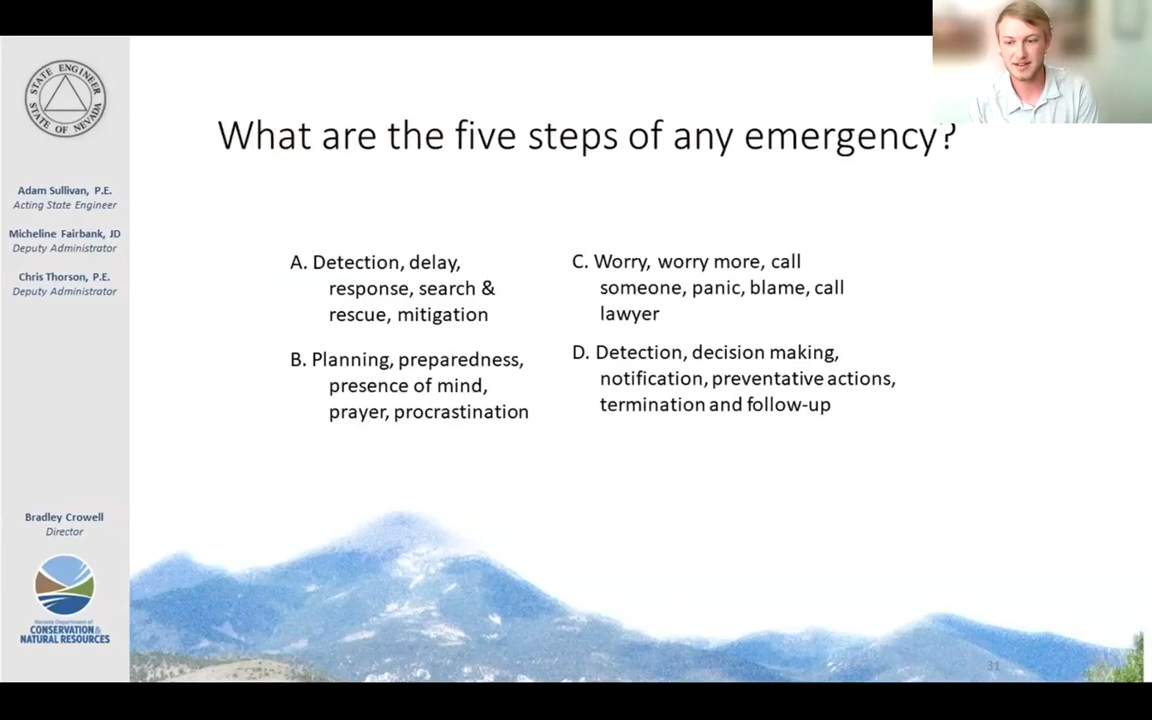 STATE ENGINEER
STATE OF NEVADA
Adam Sullivan, P.E.
Acting State Engineer
Micheline Fairbank, JD
Deputy Administrator
Chris Thorson, P.E.
Deputy Administrator
Bradley Crowell
Director
Nevada Department of
CONSERVATION &
NATURAL RESOURCES
What are the five steps of any emergency?
A. Detection, delay,
response, search &
rescue, mitigation
B. Planning, preparedness,
presence of mind,
prayer, procrastination
C. Worry, worry more, call
someone, panic, blame, call
lawyer
D. Detection, decision making,
notification, preventative actions,
termination and follow-up
31